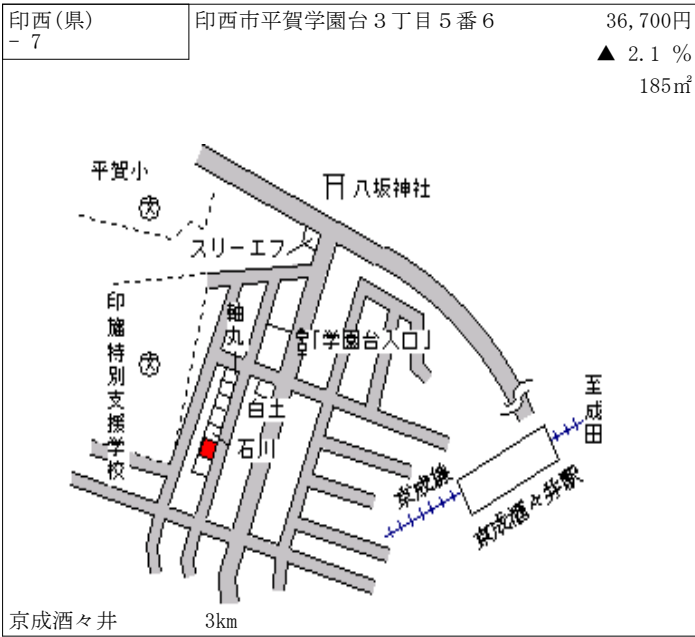 印西(県)
- 7
印西市平賀学園台３丁目５番６
36,700円
▲ 2.1 %
185㎡
平賀小
文
八坂神社
スリーエフ
印旛特別支援学校
文
軸丸
「学園台入口」
白土
石川
至成田
京成線
京成酒々井駅
京成酒々井
3km